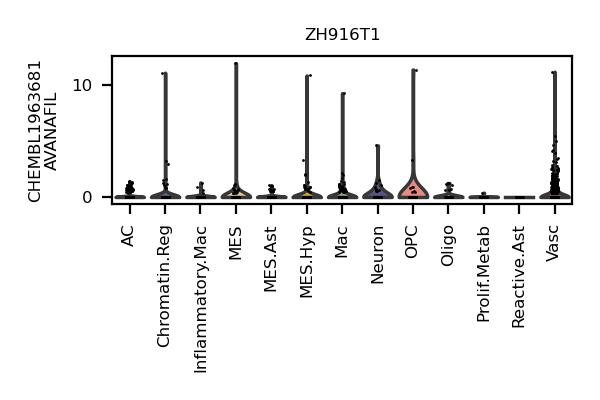 ZH916T1
CHEMBL1963681
AVANAFIL
10
0
AC
Chromatin.Reg
Inflammatory.Mac
MES
MES.Ast
MES.Hyp
Mac
Neuron
OPC
Oligo
Prolif.Metab
Reactive.Ast
Vasc